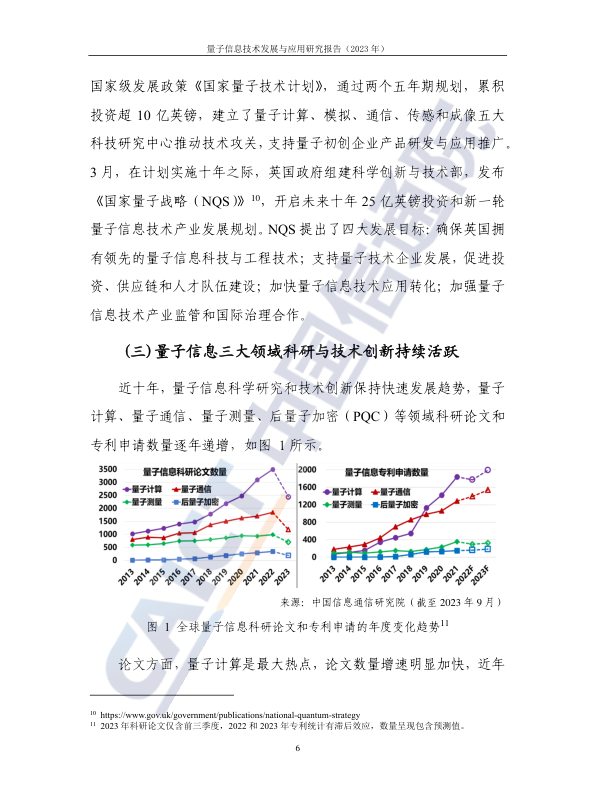 量子信息技术发展与应用研究报告（2023 年）
国家级发展政策《国家量子技术计划》，通过两个五年期规划，累积
投资超 10 亿英镑，建立了量子计算、模拟、通信、传感和成像五大
科技研究中心推动技术攻关，支持量子初创企业产品研发与应用推广。
3 月，在计划实施十年之际，英国政府组建科学创新与技术部，发布
《国家量子战略（NQS）》10，开启未来十年 25 亿英镑投资和新一轮
量子信息技术产业发展规划。NQS 提出了四大发展目标：确保英国拥
有领先的量子信息科技与工程技术；支持量子技术企业发展，促进投
资、供应链和人才队伍建设；加快量子信息技术应用转化；加强量子
信息技术产业监管和国际治理合作。
(三)量子信息三大领域科研与技术创新持续活跃
近十年，量子信息科学研究和技术创新保持快速发展趋势，量子
计算、量子通信、量子测量、后量子加密（PQC）等领域科研论文和
专利申请数量逐年递增，如图 1 所示。
量子信息科研论文数量
量子计算 量子通信
量子测量 后量子加密
3500
3000
2500
2000
1500
1000
500
0
2013 2014 2015 2016 2017 2018 2019 2020 2021 2022 2023
量子信息专利申请数量
量子计算 量子通信
量子测量 后量子加密
2000
1600
1200
800
400
0
2013 2014 2015 2016 2017 2018 2019 2020 2021 2022F 2023F
来源：中国信息通信研究院（截至 2023 年 9 月）
图 1 全球量子信息科研论文和专利申请的年度变化趋势11
论文方面，量子计算是最大热点，论文数量增速明显加快，近年
10 https://www.gov.uk/government/publications/national-quantum-strategy
11 2023 年科研论文仅含前三季度，2022 和 2023 年专利统计有滞后效应，数量呈现包含预测值。
6
CAICT 中国信通院